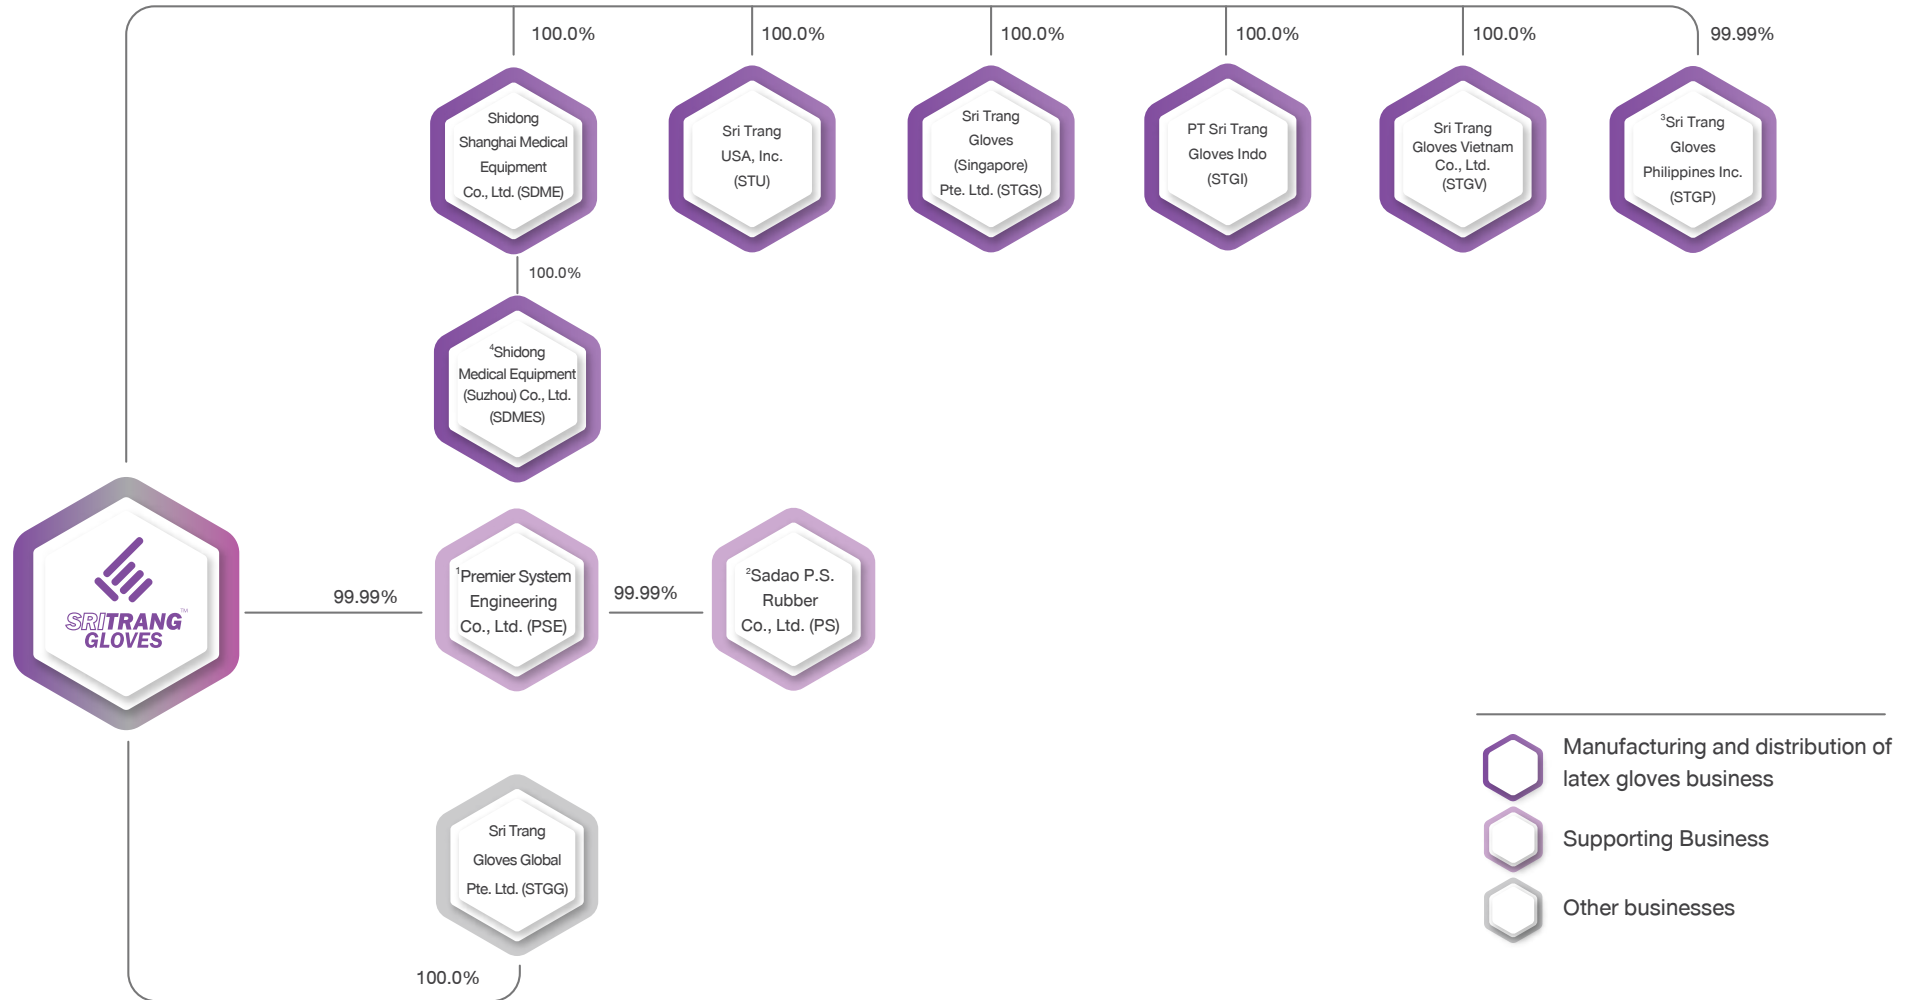 100.0%
100.0%
100.0%
100.0%
100.0%
99.99%
Shidong
Shanghai Medical
Equipment
Co., Ltd. (SDME)
Sri Trang
USA, Inc.
(STU)
Sri Trang
Gloves
(Singapore)
Pte. Ltd. (STGS)
PT Sri Trang
Gloves Indo
(STGI)
Sri Trang
Gloves Vietnam
Co., Ltd.
(STGV)
³Sri Trang
Gloves
Philippines Inc.
(STGP)
100.0%
⁴Shidong
Medical Equipment
(Suzhou) Co., Ltd.
(SDMES)
SRITRANG™
GLOVES
99.99%
¹Premier System
Engineering
Co., Ltd. (PSE)
99.99%
²Sadao P.S.
Rubber
Co., Ltd. (PS)
Sri Trang
Gloves Global
Pte. Ltd. (STGG)
100.0%
Manufacturing and distribution of
latex gloves business
Supporting Business
Other businesses